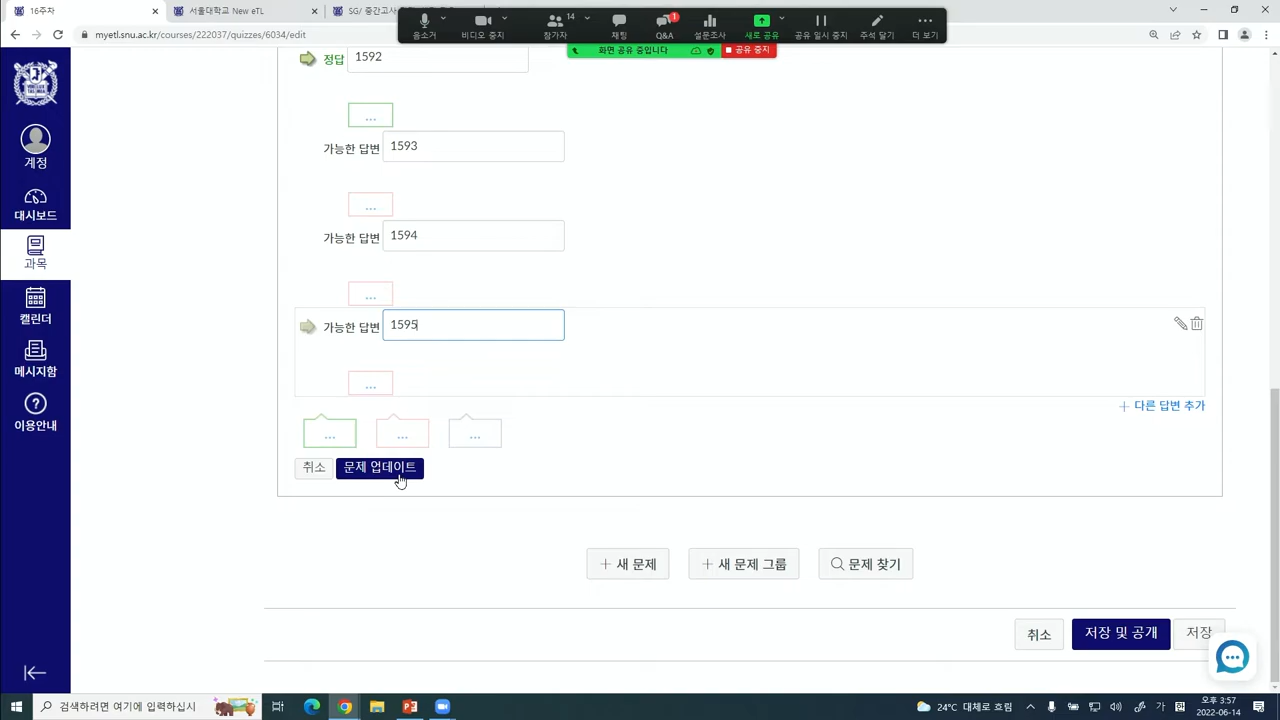 16주차
서울대학교 New eTL
SG/ 중간고사
음소거
비디오 중지
14
참가자
채팅
1
Q&A
설문조사
새로 공유
공유 일시 중지
주석 달기
더 보기
화면 공유 중입니다
공유 중지
myetl.snu.ac.kr/courses/222037/quizzes/6034/edit
계정
대시보드
과목
캘린더
메시지함
이용안내
정답 1592
...
가능한 답변 1593
...
가능한 답변 1594
...
가능한 답변 1595
...
+ 다른 답변 추가
... ... ...
취소 문제 업데이트
+ 새 문제 + 새 문제 그룹 문제 찾기
취소 저장 및 공개 저장
검색하려면 여기에 입력하십시
24°C 대체로 흐림
가
오후 3:57
2022-06-14